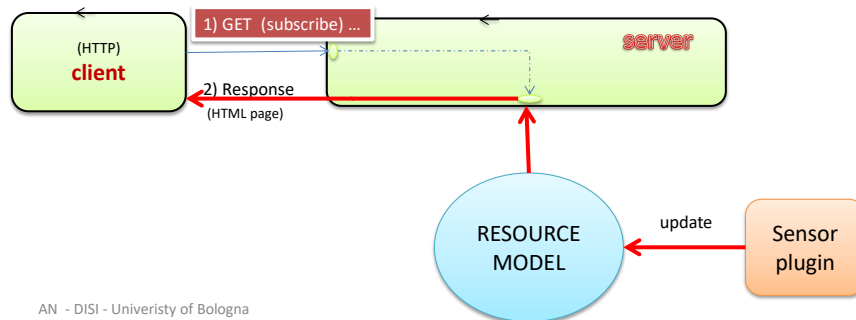 1) GET (subscribe) …
(HTTP)
client
server
2) Response
(HTML page)
RESOURCE
MODEL
update
Sensor
plugin
AN - DISI - Univeristy of Bologna